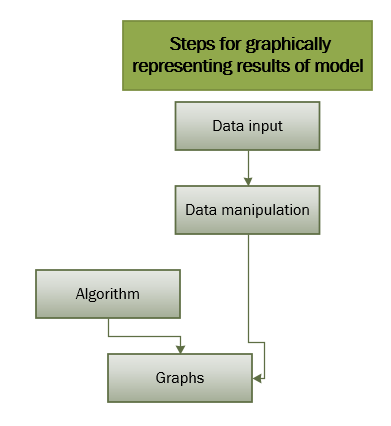 Steps for graphically
representing results of model
Data input
Data manipulation
Algorithm
Graphs